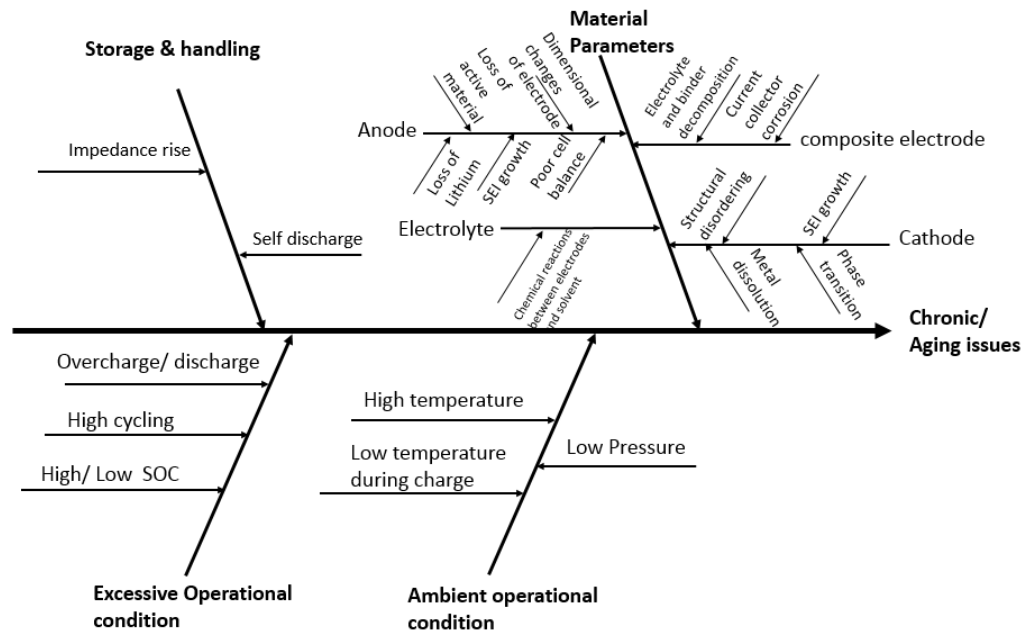 Storage & handling
Impedance rise
Self discharge
Material
Parameters
Anode
Loss of
active
material
Dimensional
changes
of electrode
Loss of
Lithium
SEI growth
Poor cell
balance
Electrolyte
and binder
decomposition
Current
collector
corrosion
composite electrode
Electrolyte
Chemical reactions
between electrodes
and solvent
Structural
disordering
SEI growth
Cathode
Metal
dissolution
Phase
transition
Chronic/
Aging issues
Overcharge/ discharge
High cycling
High/ Low SOC
Excessive Operational
condition
High temperature
Low temperature
during charge
Low Pressure
Ambient operational
condition